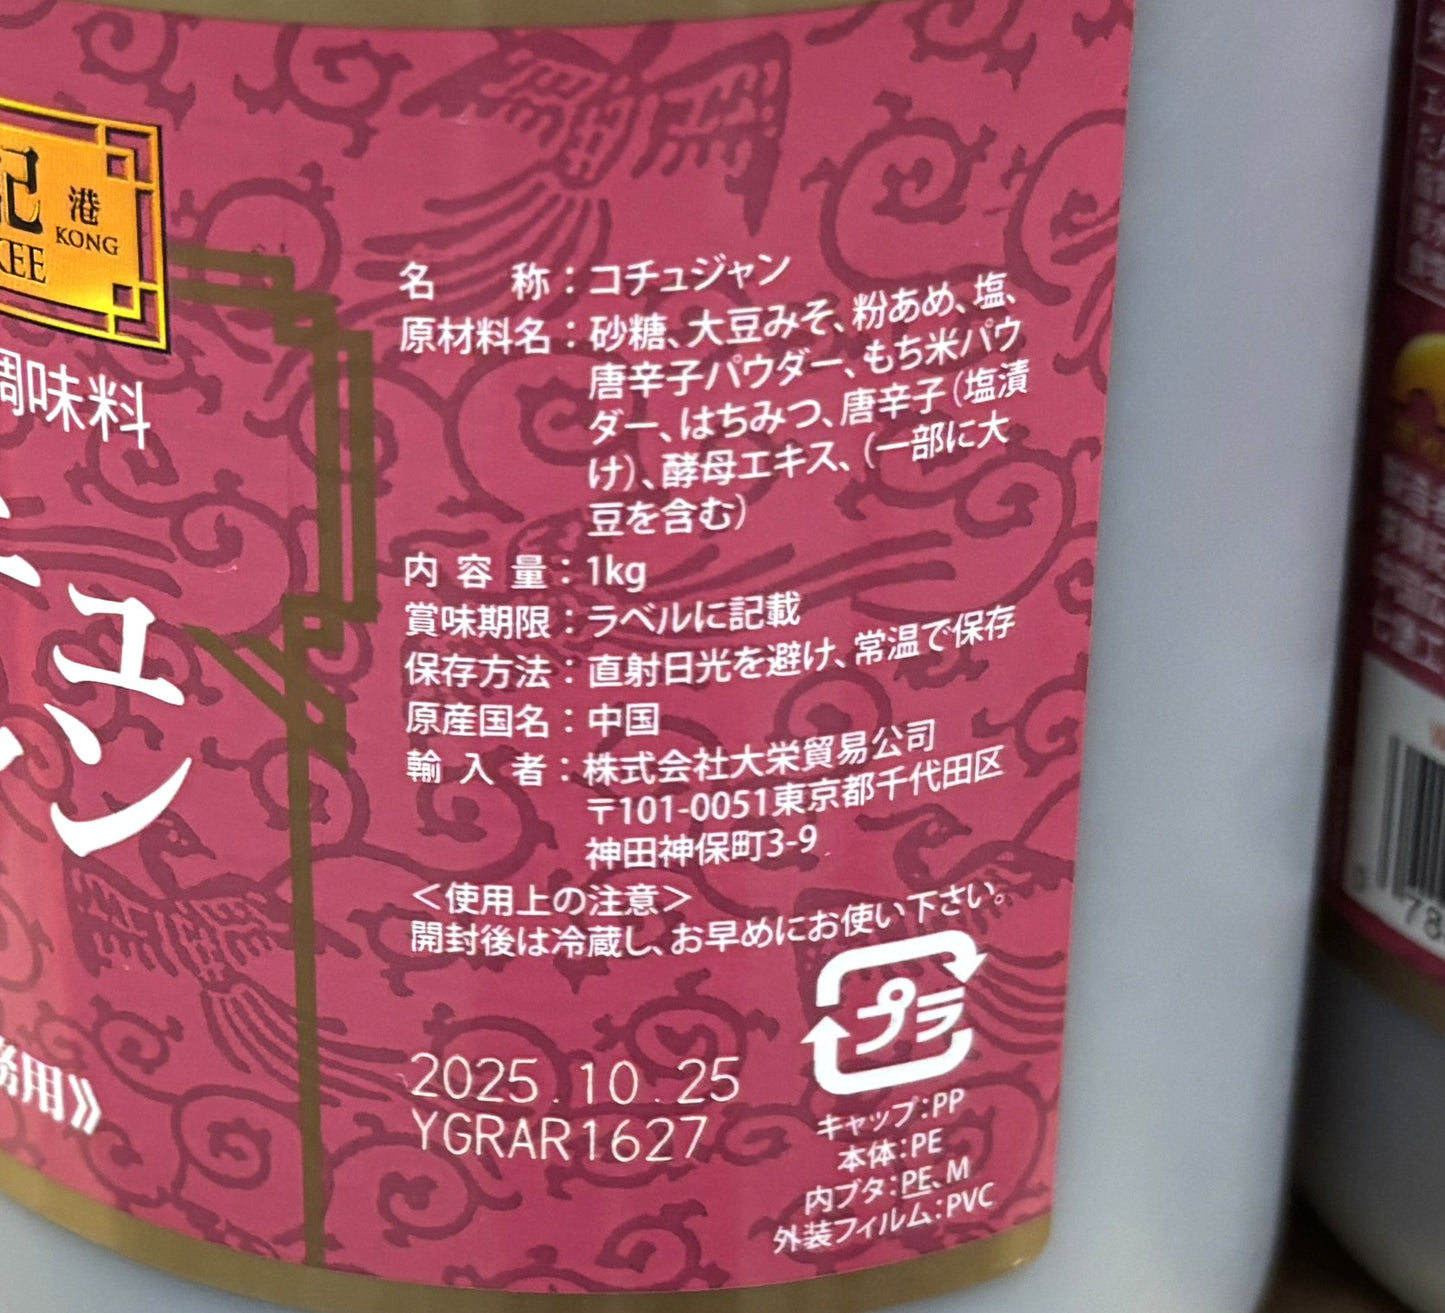 記 港
KEE KONG
調味料
ュ
ン
務用》
名 称：コチュジャン
原材料名：砂糖、大豆みそ、粉あめ、塩、
唐辛子パウダー、もち米パウ
ダー、はちみつ、唐辛子（塩漬
け）、酵母エキス、（一部に大
豆を含む）
内 容 量：1kg
賞味期限：ラベルに記載
保存方法：直射日光を避け、常温で保存
原産国名：中国
輸 入 者：株式会社大栄貿易公司
〒101-0051東京都千代田区
神田神保町3-9
＜使用上の注意＞
開封後は冷蔵し、お早めにお使い下さい。
プラ
2025.10.25
YGRAR1627
キャップ：PP
本体：PE
内ブタ：PE、M
外装フィルム：PVC
78